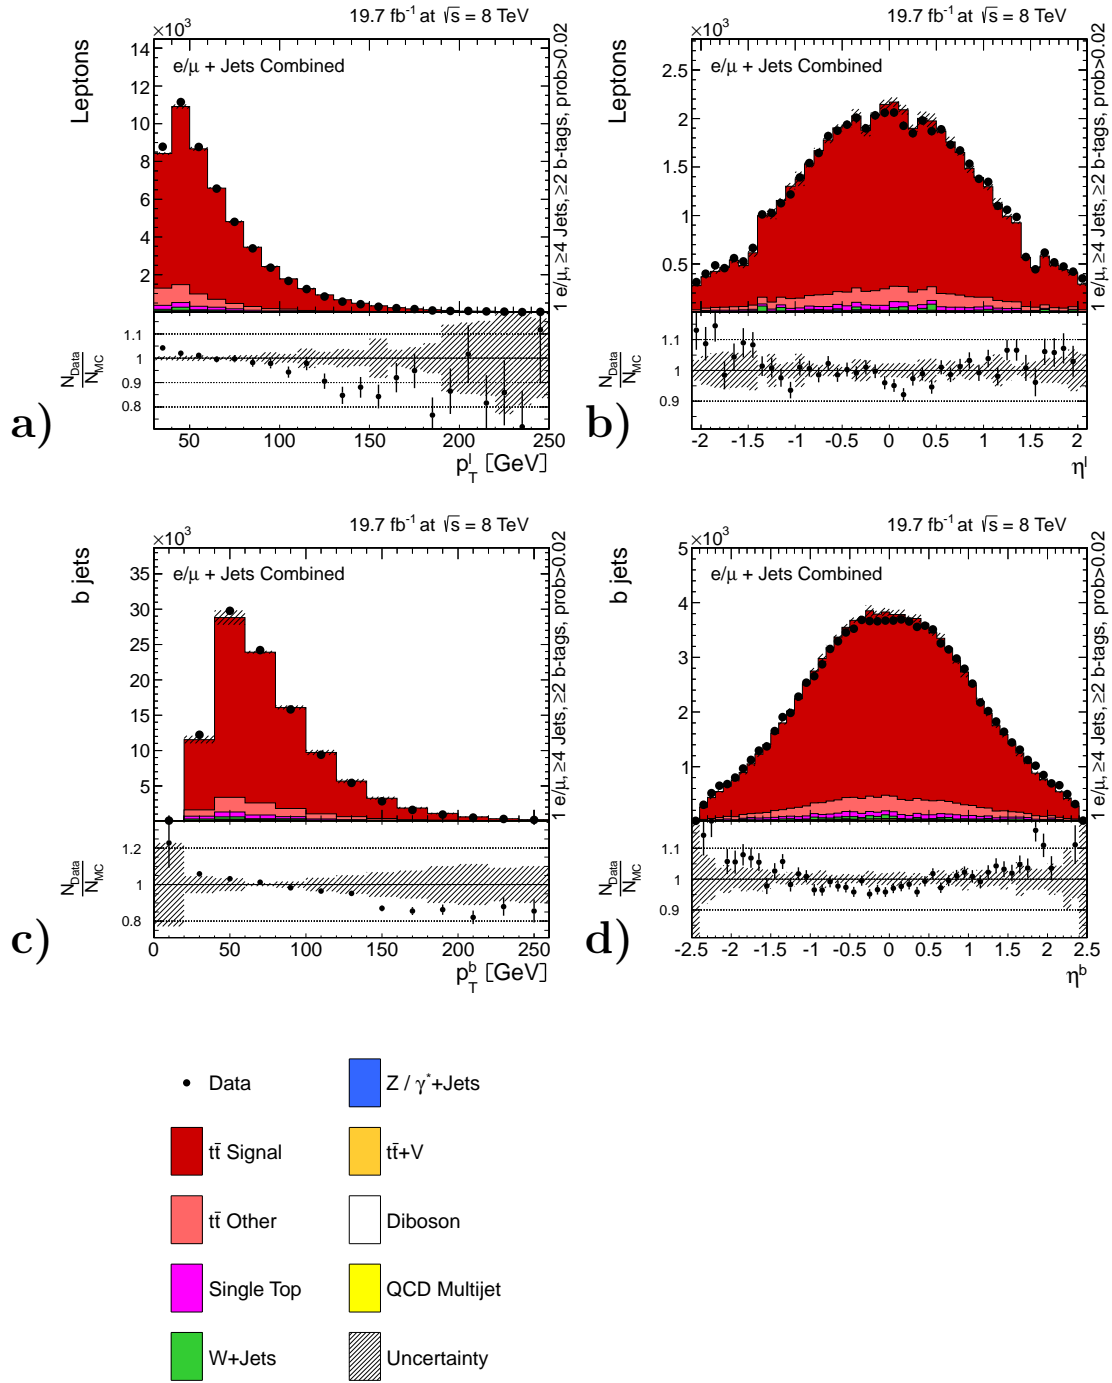 19.7 fb⁻¹ at √s = 8 TeV
×10³
Leptons
e/μ + Jets Combined
1 e/μ, ≥4 Jets, ≥2 b-tags, prob>0.02
14
12
10
8
6
4
2
N_Data
N_MC
1.1
1
0.9
0.8
50 100 150 200 250
p_T^l [GeV]
a)
19.7 fb⁻¹ at √s = 8 TeV
×10³
Leptons
e/μ + Jets Combined
1 e/μ, ≥4 Jets, ≥2 b-tags, prob>0.02
2.5
2
1.5
1
0.5
N_Data
N_MC
1.1
1
0.9
-2 -1.5 -1 -0.5 0 0.5 1 1.5 2
η^l
b)
19.7 fb⁻¹ at √s = 8 TeV
×10³
b jets
e/μ + Jets Combined
1 e/μ, ≥4 Jets, ≥2 b-tags, prob>0.02
35
30
25
20
15
10
5
N_Data
N_MC
1.2
1
0.8
0 50 100 150 200 250
p_T^b [GeV]
c)
19.7 fb⁻¹ at √s = 8 TeV
×10³
b jets
e/μ + Jets Combined
1 e/μ, ≥4 Jets, ≥2 b-tags, prob>0.02
5
4
3
2
1
N_Data
N_MC
1.1
1
0.9
-2.5 -2 -1.5 -1 -0.5 0 0.5 1 1.5 2 2.5
η^b
d)
Data
tt̄ Signal
tt̄ Other
Single Top
W+Jets
Z / γ*+Jets
tt̄+V
Diboson
QCD Multijet
Uncertainty